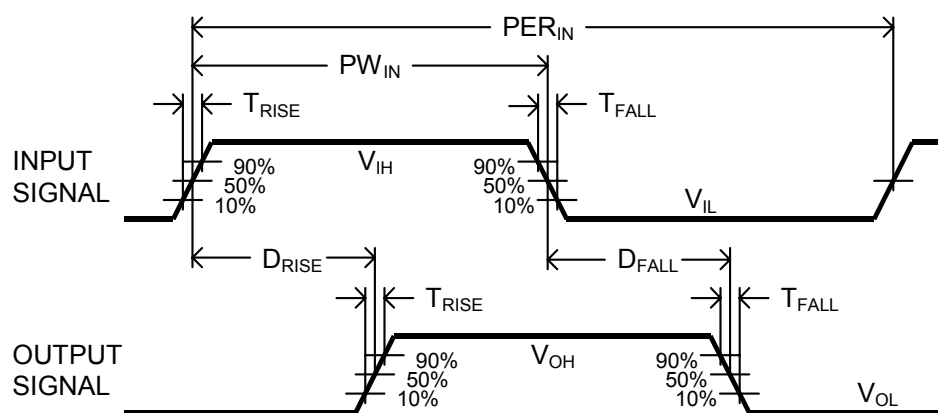 PER_IN
PW_IN
T_RISE
T_FALL
INPUT
SIGNAL
V_IH
90%
50%
10%
90%
50%
10%
V_IL
D_RISE
D_FALL
T_RISE
T_FALL
OUTPUT
SIGNAL
V_OH
90%
50%
10%
90%
50%
10%
V_OL